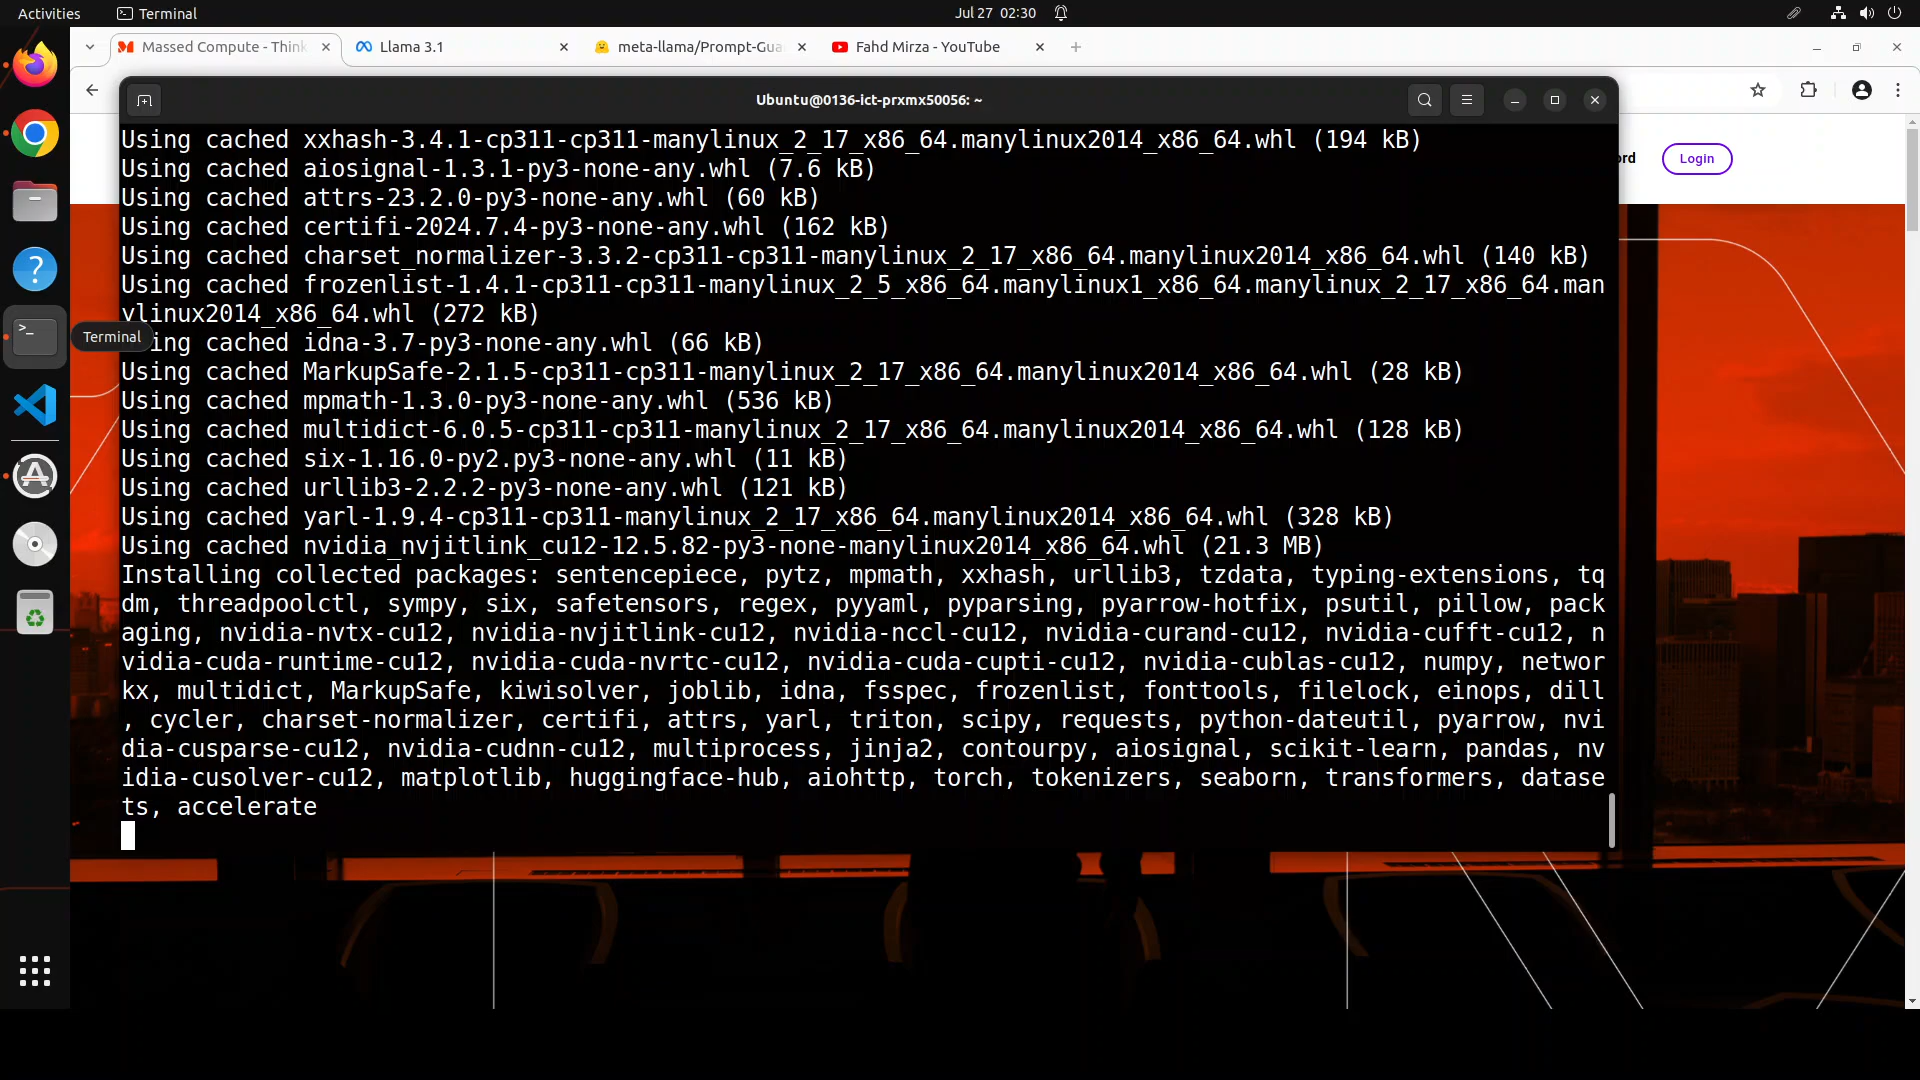 Activities
Terminal
Jul 27 02:30
Massed Compute - Think
Llama 3.1
meta-llama/Prompt-Gua
Fahd Mirza - YouTube
Ubuntu@0136-ict-prxmx50056: ~
Login
Using cached xxhash-3.4.1-cp311-cp311-manylinux_2_17_x86_64.manylinux2014_x86_64.whl (194 kB)
Using cached aiosignal-1.3.1-py3-none-any.whl (7.6 kB)
Using cached attrs-23.2.0-py3-none-any.whl (60 kB)
Using cached certifi-2024.7.4-py3-none-any.whl (162 kB)
Using cached charset_normalizer-3.3.2-cp311-cp311-manylinux_2_17_x86_64.manylinux2014_x86_64.whl (140 kB)
Using cached frozenlist-1.4.1-cp311-cp311-manylinux_2_5_x86_64.manylinux1_x86_64.manylinux_2_17_x86_64.man
ylinux2014_x86_64.whl (272 kB)
Terminal
ing cached idna-3.7-py3-none-any.whl (66 kB)
Using cached MarkupSafe-2.1.5-cp311-cp311-manylinux_2_17_x86_64.manylinux2014_x86_64.whl (28 kB)
Using cached mpmath-1.3.0-py3-none-any.whl (536 kB)
Using cached multidict-6.0.5-cp311-cp311-manylinux_2_17_x86_64.manylinux2014_x86_64.whl (128 kB)
Using cached six-1.16.0-py2.py3-none-any.whl (11 kB)
Using cached urllib3-2.2.2-py3-none-any.whl (121 kB)
Using cached yarl-1.9.4-cp311-cp311-manylinux_2_17_x86_64.manylinux2014_x86_64.whl (328 kB)
Using cached nvidia_nvjitlink_cu12-12.5.82-py3-none-manylinux2014_x86_64.whl (21.3 MB)
Installing collected packages: sentencepiece, pytz, mpmath, xxhash, urllib3, tzdata, typing-extensions, tq
dm, threadpoolctl, sympy, six, safetensors, regex, pyyaml, pyparsing, pyarrow-hotfix, psutil, pillow, pack
aging, nvidia-nvtx-cu12, nvidia-nvjitlink-cu12, nvidia-nccl-cu12, nvidia-curand-cu12, nvidia-cufft-cu12, n
vidia-cuda-runtime-cu12, nvidia-cuda-nvrtc-cu12, nvidia-cuda-cupti-cu12, nvidia-cublas-cu12, numpy, networ
kx, multidict, MarkupSafe, kiwisolver, joblib, idna, fsspec, frozenlist, fonttools, filelock, einops, dill
, cycler, charset-normalizer, certifi, attrs, yarl, triton, scipy, requests, python-dateutil, pyarrow, nvi
dia-cusparse-cu12, nvidia-cudnn-cu12, multiprocess, jinja2, contourpy, aiosignal, scikit-learn, pandas, nv
idia-cusolver-cu12, matplotlib, huggingface-hub, aiohttp, torch, tokenizers, seaborn, transformers, datase
ts, accelerate